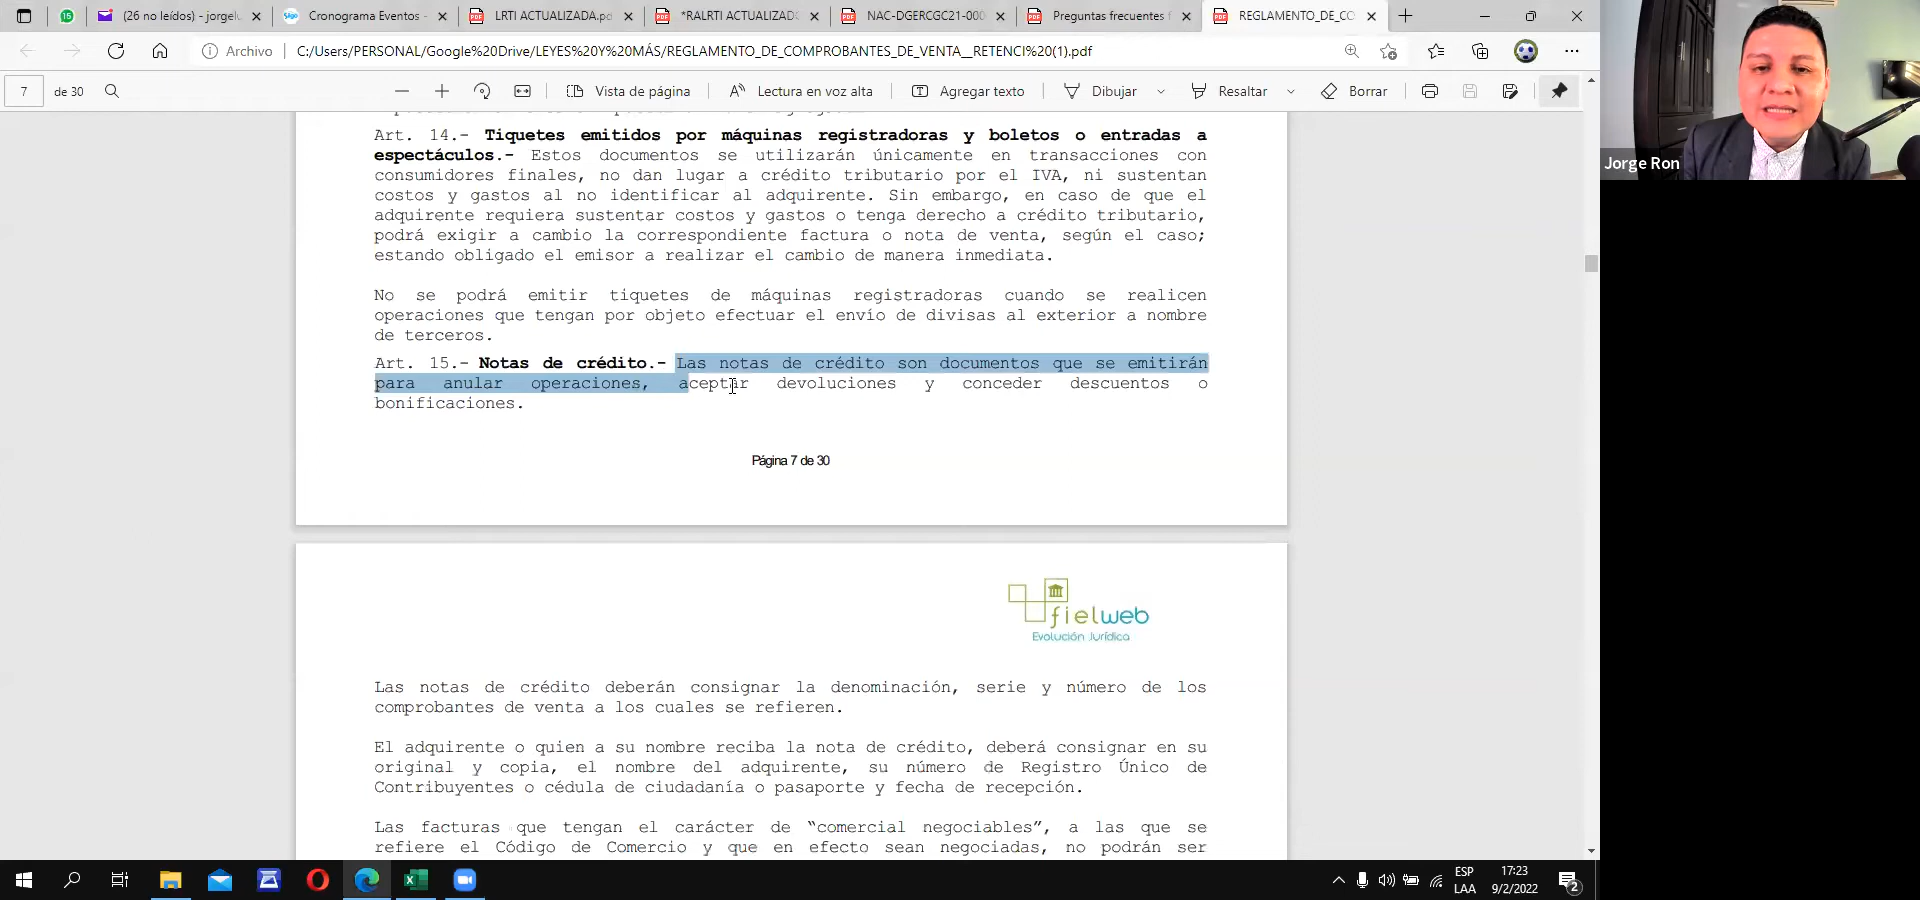 (26 no leídos) - jorgelu
Cronograma Eventos -
LRTI ACTUALIZADA.pd
*RALRTI ACTUALIZADO
NAC-DGERCGC21-000
Preguntas frecuentes f
REGLAMENTO_DE_CO
Archivo
C:/Users/PERSONAL/Google%20Drive/LEYES%20Y%20MÁS/REGLAMENTO_DE_COMPROBANTES_DE_VENTA__RETENCI%20(1).pdf
7 de 30
Vista de página
Lectura en voz alta
Agregar texto
Dibujar
Resaltar
Borrar
Art. 14.- Tiquetes emitidos por máquinas registradoras y boletos o entradas a
espectáculos.- Estos documentos se utilizarán únicamente en transacciones con
consumidores finales, no dan lugar a crédito tributario por el IVA, ni sustentan
costos y gastos al no identificar al adquirente. Sin embargo, en caso de que el
adquirente requiera sustentar costos y gastos o tenga derecho a crédito tributario,
podrá exigir a cambio la correspondiente factura o nota de venta, según el caso;
estando obligado el emisor a realizar el cambio de manera inmediata.
No se podrá emitir tiquetes de máquinas registradoras cuando se realicen
operaciones que tengan por objeto efectuar el envío de divisas al exterior a nombre
de terceros.
Art. 15.- Notas de crédito.- Las notas de crédito son documentos que se emitirán
para anular operaciones, aceptar devoluciones y conceder descuentos o
bonificaciones.
Página 7 de 30
fielweb
Evolución Jurídica
Las notas de crédito deberán consignar la denominación, serie y número de los
comprobantes de venta a los cuales se refieren.
El adquirente o quien a su nombre reciba la nota de crédito, deberá consignar en su
original y copia, el nombre del adquirente, su número de Registro Único de
Contribuyentes o cédula de ciudadanía o pasaporte y fecha de recepción.
Las facturas que tengan el carácter de “comercial negociables”, a las que se
refiere el Código de Comercio y que en efecto sean negociadas, no podrán ser
Jorge Ron
ESP
LAA
17:23
9/2/2022
2